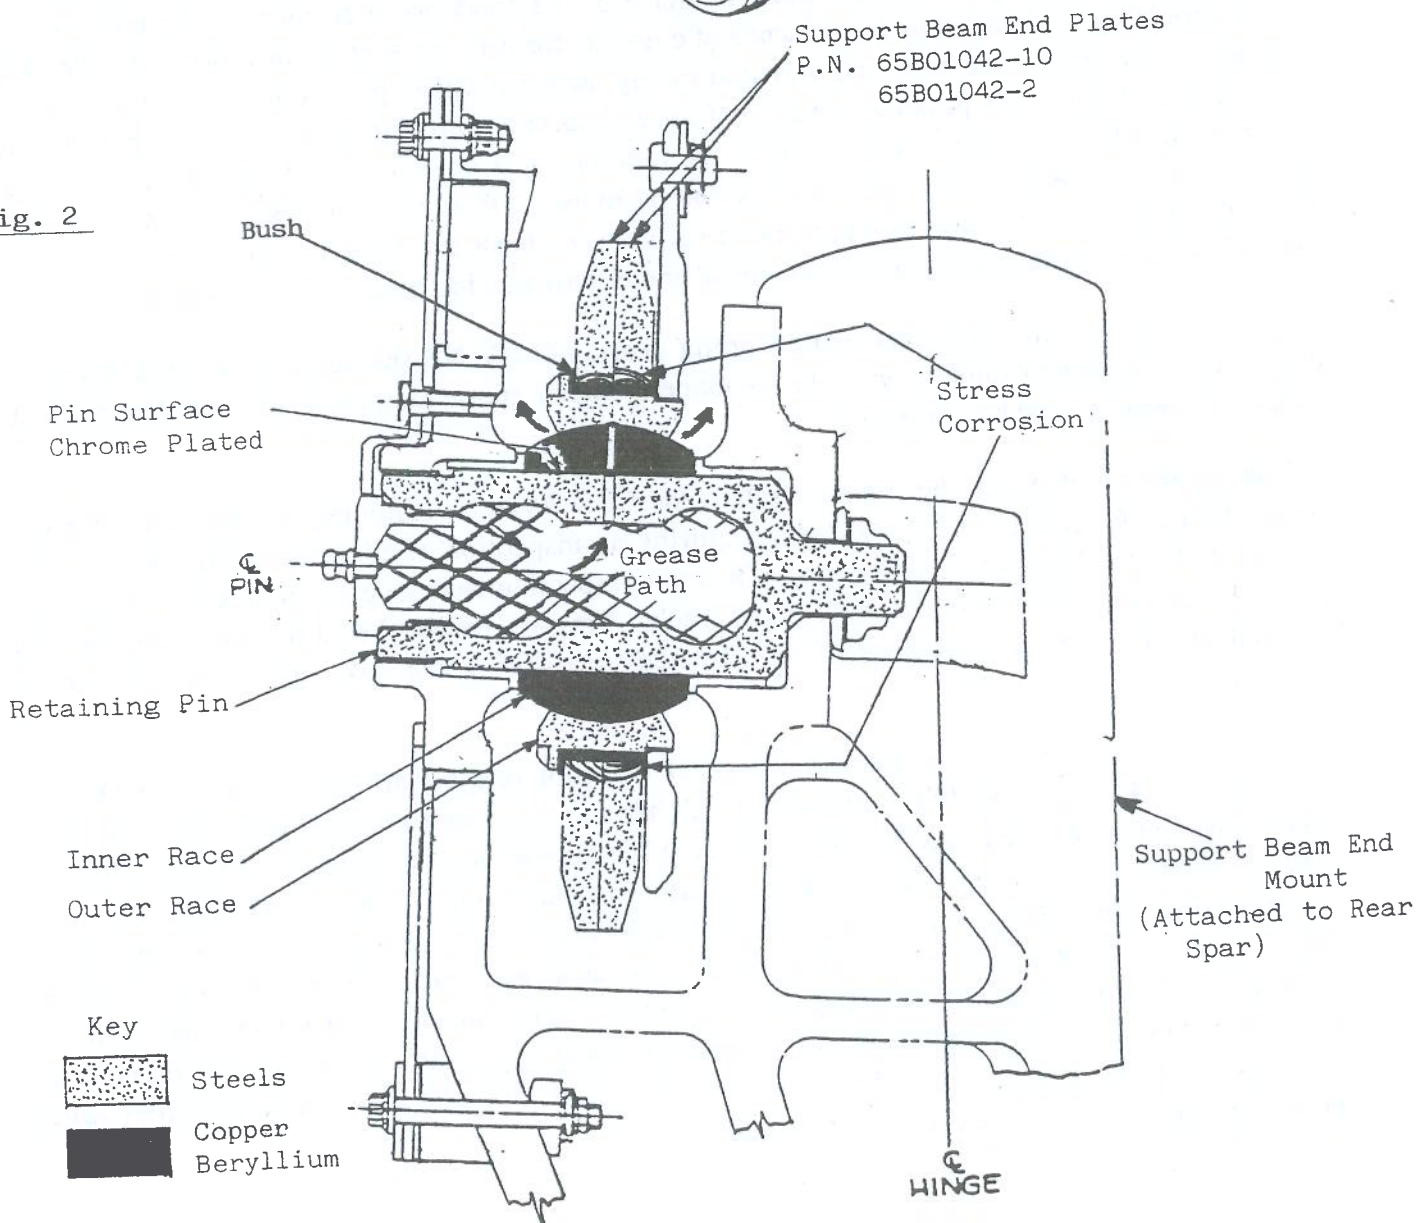 Support Beam End Plates
P.N. 65B01042-10
65B01042-2
ig. 2
Bush
Pin Surface
Chrome Plated
Stress
Corrosion
Grease
Path
℄
PIN
Retaining Pin
Inner Race
Outer Race
Support Beam End
Mount
(Attached to Rear
Spar)
Key
Steels
Copper
Beryllium
℄
HINGE